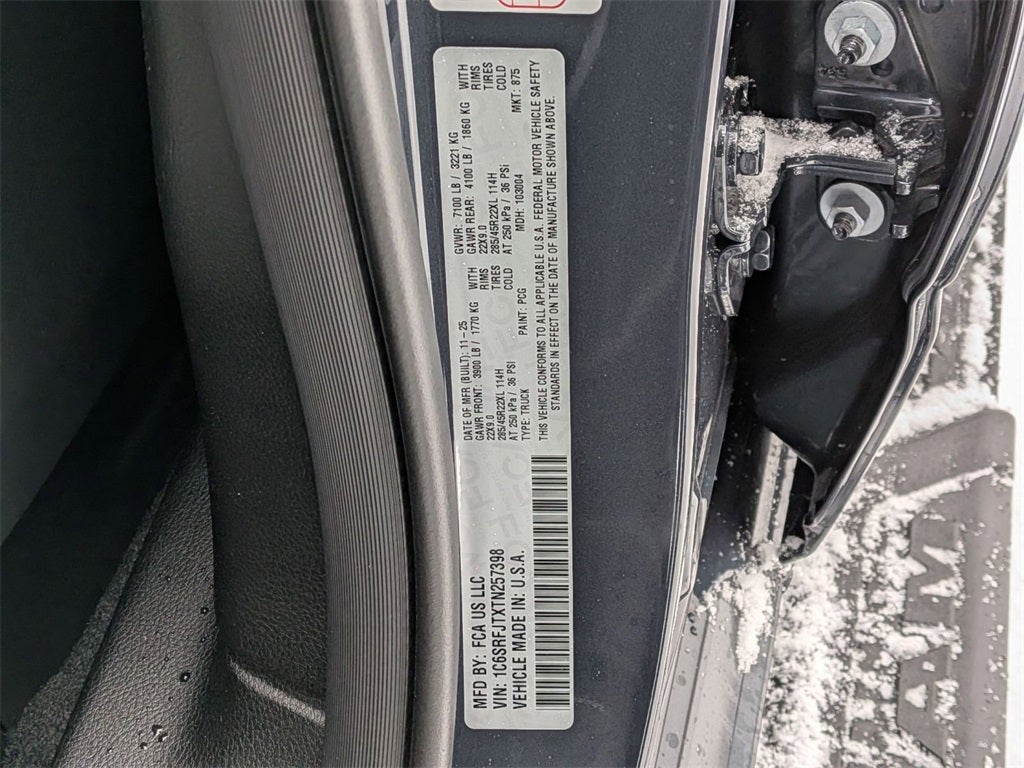 MFD BY: FCA US LLC
VIN: 1C6SRFJTXTN257398
VEHICLE MADE IN: U.S.A.
DATE OF MFR (BUILT): 11-25
GAWR FRONT: 3900 LB / 1770 KG WITH
22X9.0 RIMS
285/45R22XL 114H TIRES
AT 250 kPa / 36 PSI COLD
TYPE: TRUCK PAINT: PCG MDH: 103004 MKT: 875
GVWR: 7100 LB / 3221 KG
GAWR REAR: 4100 LB / 1860 KG WITH
22X9.0 RIMS
285/45R22XL 114H TIRES
AT 250 kPa / 36 PSi COLD
THIS VEHICLE CONFORMS TO ALL APPLICABLE U.S.A. FEDERAL MOTOR VEHICLE SAFETY
STANDARDS IN EFFECT ON THE DATE OF MANUFACTURE SHOWN ABOVE.